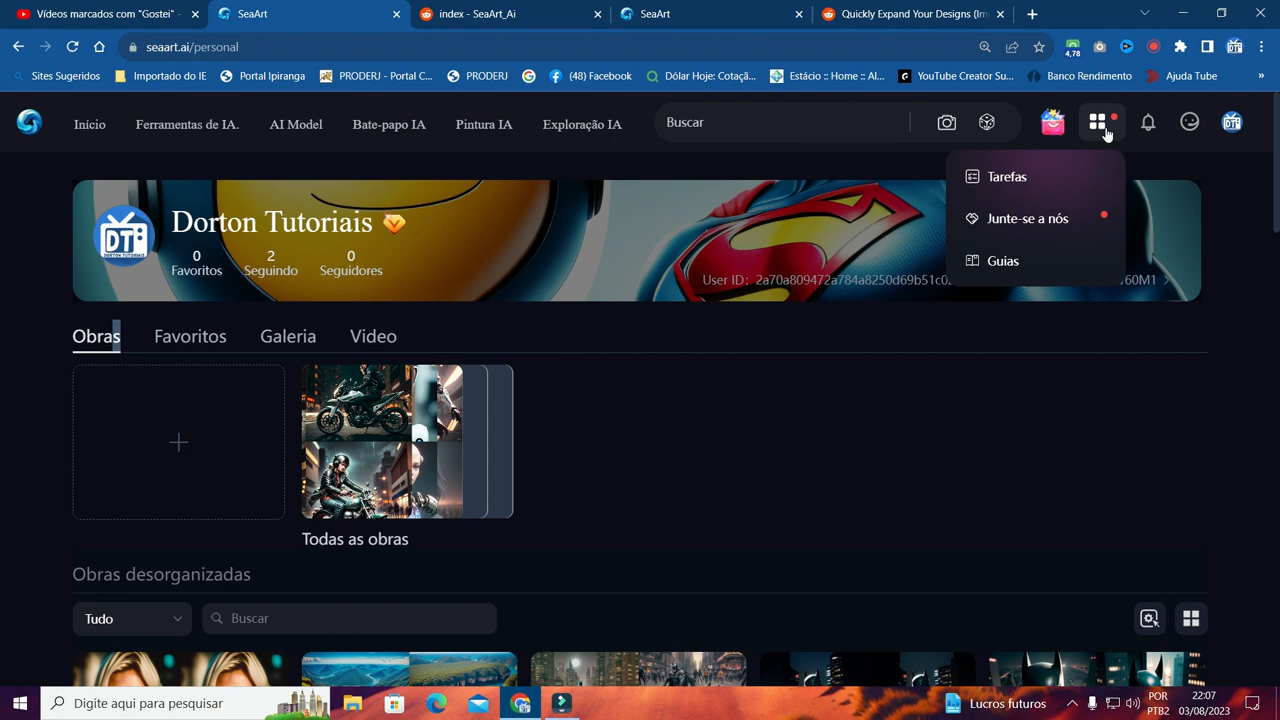 Vídeos marcados com "Gostei" -
SeaArt
index - SeaArt_Ai
SeaArt
Quickly Expand Your Designs (Im
seaart.ai/personal
4,78
Sites Sugeridos
Importado do IE
Portal Ipiranga
PRODERJ - Portal C...
PRODERJ
(48) Facebook
Dólar Hoje: Cotaçã...
Estácio :: Home :: Al...
YouTube Creator Su...
Banco Rendimento
Ajuda Tube
»
Início
Ferramentas de IA.
AI Model
Bate-papo IA
Pintura IA
Exploração IA
Buscar
Tarefas
Junte-se a nós
Guias
Dorton Tutoriais
DT
DORTON TUTORIAIS
0
Favoritos
2
Seguindo
0
Seguidores
User ID: 2a70a809472a784a8250d69b51c0
60M1
Obras
Favoritos
Galeria
Video
Todas as obras
Obras desorganizadas
Tudo
Buscar
Digite aqui para pesquisar
Lucros futuros
POR
PTB2
22:07
03/08/2023